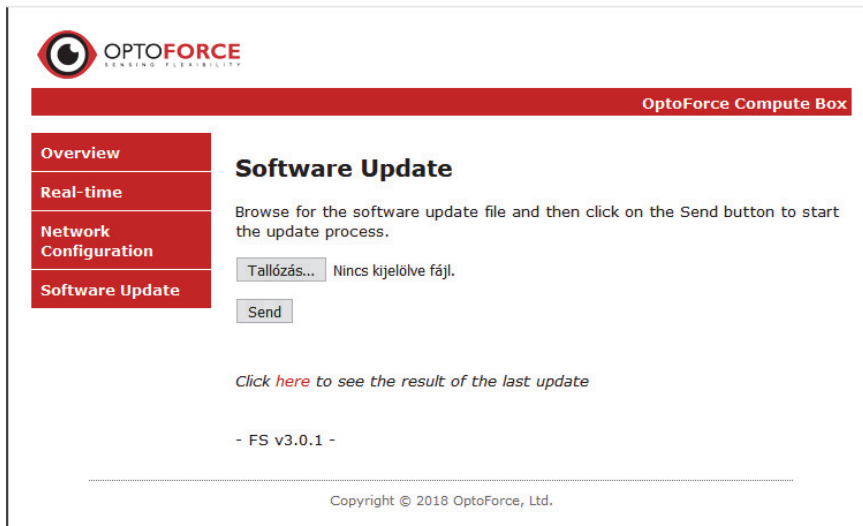 OPTOFORCE
SENSING FLEXIBILITY
OptoForce Compute Box
Overview
Real-time
Network
Configuration
Software Update
Software Update
Browse for the software update file and then click on the Send button to start
the update process.
Tallózás... Nincs kijelölve fájl.
Send
Click here to see the result of the last update
- FS v3.0.1 -
Copyright © 2018 OptoForce, Ltd.